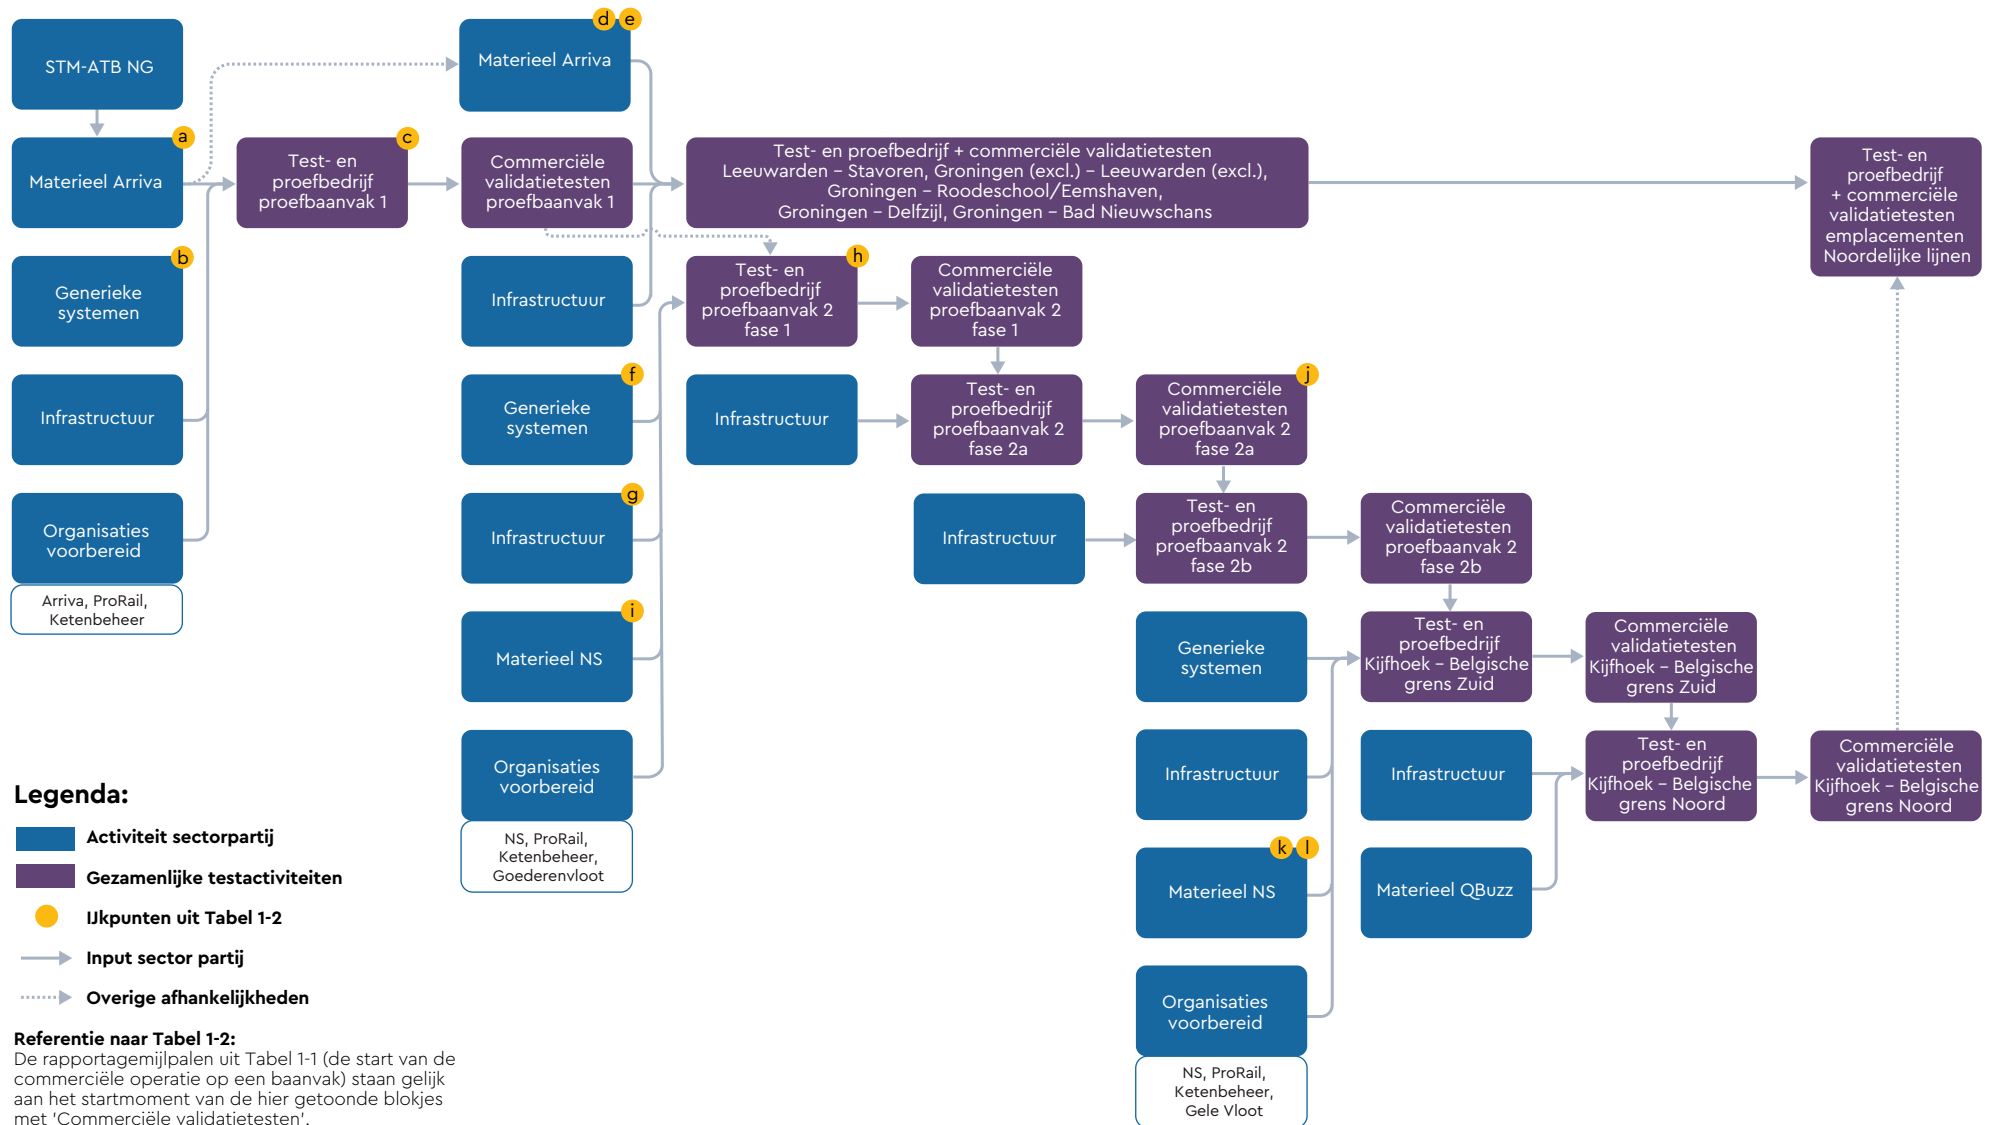 STM-ATB NG
Materieel Arriva
a
Generieke
systemen
b
Infrastructuur
Organisaties
voorbereid
Arriva, ProRail,
Ketenbeheer
Test- en
proefbedrijf
proefbaanvak 1
c
Materieel Arriva
d e
Commerciële
validatietesten
proefbaanvak 1
Infrastructuur
Generieke
systemen
f
Infrastructuur
g
Materieel NS
i
Organisaties
voorbereid
NS, ProRail,
Ketenbeheer,
Goederenvloot
Test- en proefbedrijf + commerciële validatietesten
Leeuwarden – Stavoren, Groningen (excl.) – Leeuwarden (excl.),
Groningen – Roodeschool/Eemshaven,
Groningen – Delfzijl, Groningen – Bad Nieuwschans
Test- en
proefbedrijf
proefbaanvak 2
fase 1
h
Infrastructuur
Commerciële
validatietesten
proefbaanvak 2
fase 1
Test- en
proefbedrijf
proefbaanvak 2
fase 2a
Infrastructuur
Commerciële
validatietesten
proefbaanvak 2
fase 2a
j
Test- en
proefbedrijf
proefbaanvak 2
fase 2b
Generieke
systemen
Infrastructuur
Materieel NS
k l
Organisaties
voorbereid
NS, ProRail,
Ketenbeheer,
Gele Vloot
Commerciële
validatietesten
proefbaanvak 2
fase 2b
Test- en
proefbedrijf
Kijfhoek – Belgische
grens Zuid
Infrastructuur
Materieel QBuzz
Commerciële
validatietesten
Kijfhoek – Belgische
grens Zuid
Test- en
proefbedrijf
Kijfhoek – Belgische
grens Noord
Test- en
proefbedrijf
+ commerciële
validatietesten
emplacementen
Noordelijke lijnen
Commerciële
validatietesten
Kijfhoek – Belgische
grens Noord
Legenda:
Activiteit sectorpartij
Gezamenlijke testactiviteiten
IJkpunten uit Tabel 1-2
Input sector partij
Overige afhankelijkheden
Referentie naar Tabel 1-2:
De rapportagemijlpalen uit Tabel 1-1 (de start van de
commerciële operatie op een baanvak) staan gelijk
aan het startmoment van de hier getoonde blokjes
met 'Commerciële validatietesten'.